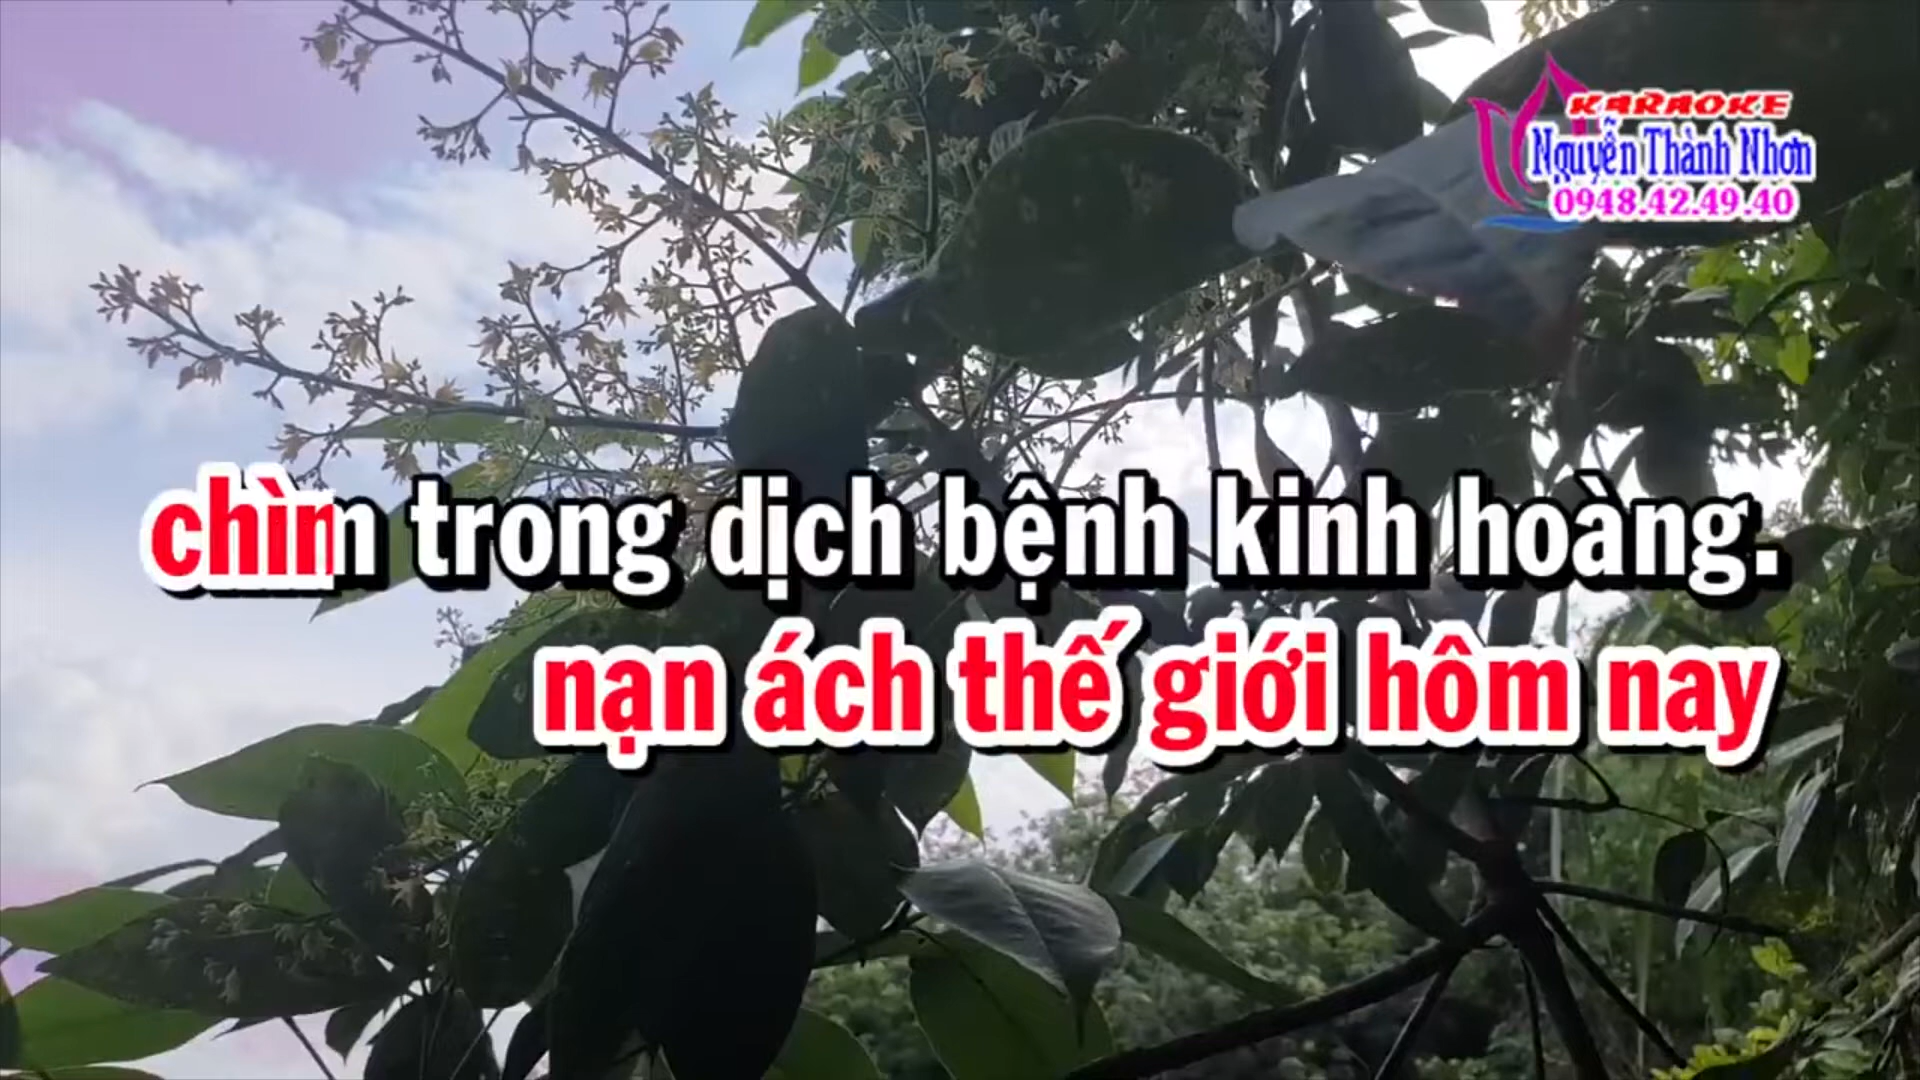 KARAOKE
Nguyễn Thành Nhơn
0948.42.49.40
chìm trong dịch bệnh kinh hoàng.
nạn ách thế giới hôm nay